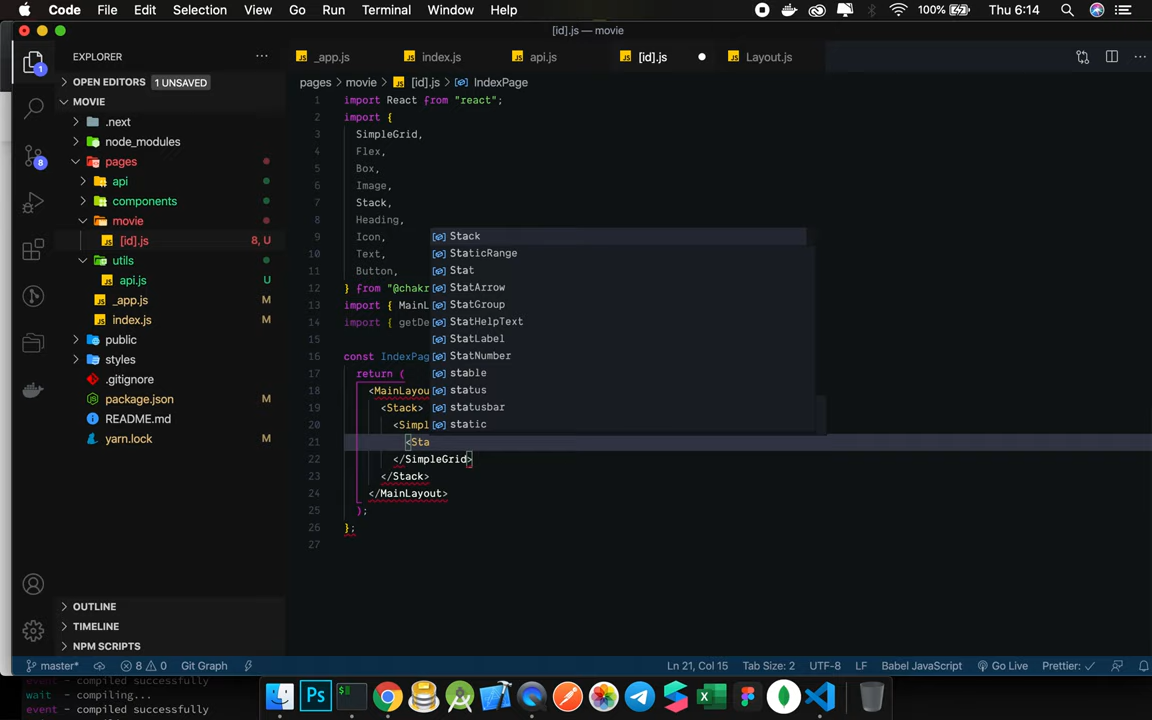 Code File Edit Selection View Go Run Terminal Window Help 100% Thu 6:14
[id].js — movie
EXPLORER
_app.js index.js api.js [id].js Layout.js
OPEN EDITORS 1 UNSAVED
pages > movie > [id].js > IndexPage
MOVIE
.next
node_modules
pages
api
components
movie
[id].js 8, U
utils
api.js U
_app.js M
index.js M
public
styles
.gitignore
package.json M
README.md
yarn.lock M
OUTLINE
TIMELINE
NPM SCRIPTS
1 import React from "react";
2 import {
3 SimpleGrid,
4 Flex,
5 Box,
6 Image,
7 Stack,
8 Heading,
9 Icon,
10 Text,
11 Button,
12 } from "@chakr
13 import { MainL
14 import { getDe
15
16 const IndexPag
17 return (
18 <MainLayou
19 <Stack>
20 <Simpl
21 <Sta
22 </SimpleGrid>
23 </Stack>
24 </MainLayout>
25 );
26 };
27
Stack
StaticRange
Stat
StatArrow
StatGroup
StatHelpText
StatLabel
StatNumber
stable
status
statusbar
static
1
8
master* 8 0 Git Graph Ln 21, Col 15 Tab Size: 2 UTF-8 LF Babel JavaScript Go Live Prettier: ✓
event - compiled successfully
wait - compiling...
event - compiled successfully
Ps
$